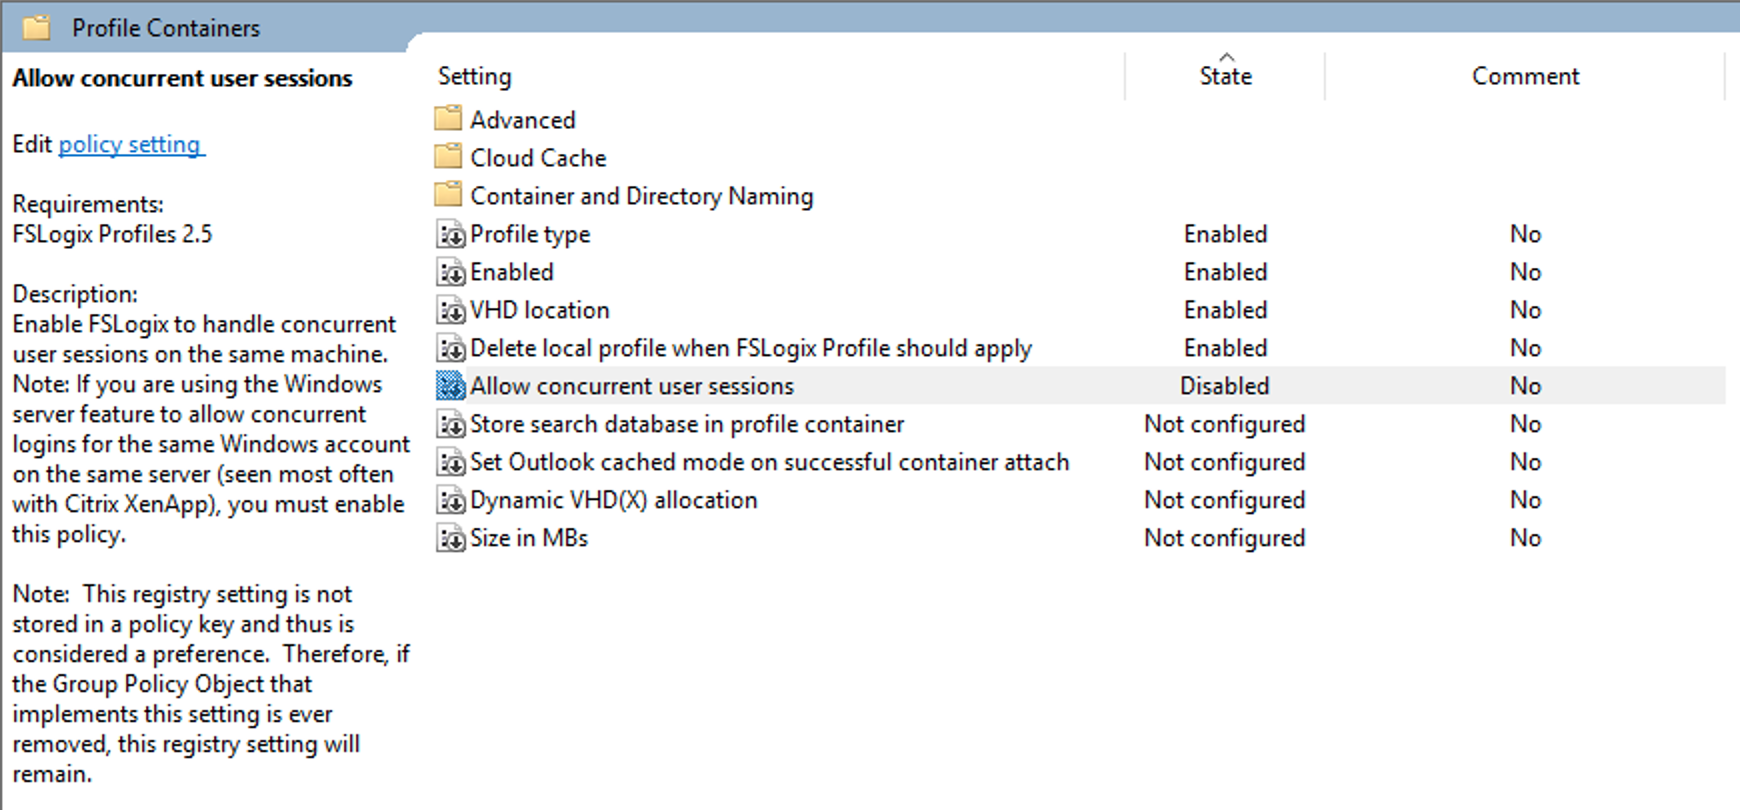 Profile Containers
Allow concurrent user sessions
Edit policy setting
Requirements:
FSLogix Profiles 2.5
Description:
Enable FSLogix to handle concurrent
user sessions on the same machine.
Note: If you are using the Windows
server feature to allow concurrent
logins for the same Windows account
on the same server (seen most often
with Citrix XenApp), you must enable
this policy.
Note:  This registry setting is not
stored in a policy key and thus is
considered a preference.  Therefore, if
the Group Policy Object that
implements this setting is ever
removed, this registry setting will
remain.
Setting State Comment
Advanced
Cloud Cache
Container and Directory Naming
Profile type Enabled No
Enabled Enabled No
VHD location Enabled No
Delete local profile when FSLogix Profile should apply Enabled No
Allow concurrent user sessions Disabled No
Store search database in profile container Not configured No
Set Outlook cached mode on successful container attach Not configured No
Dynamic VHD(X) allocation Not configured No
Size in MBs Not configured No